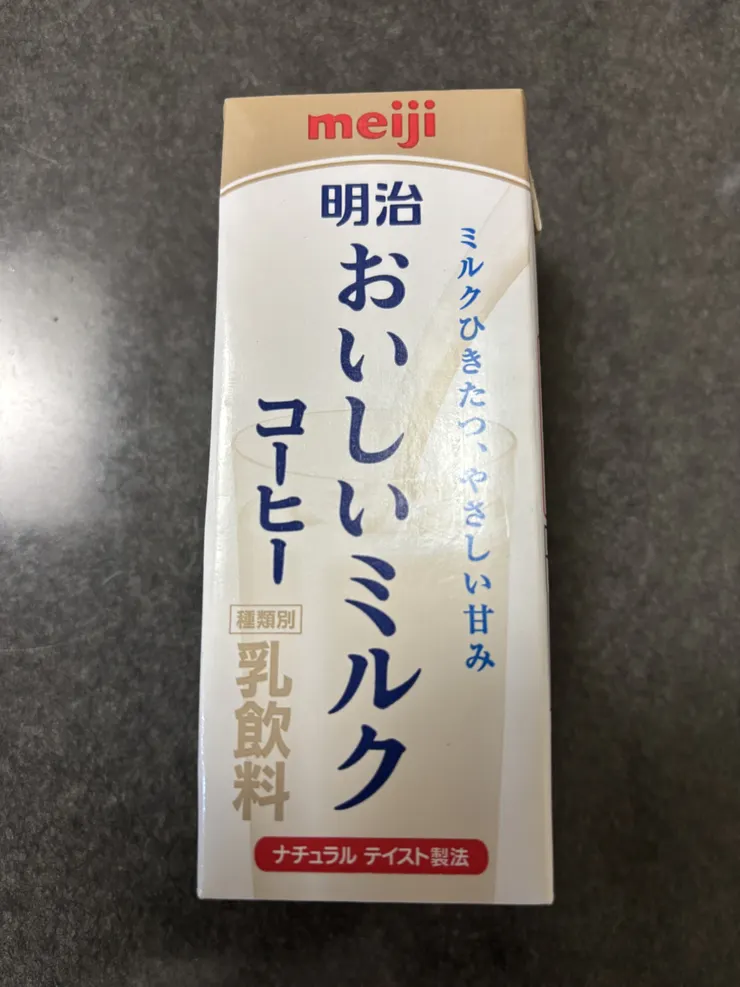 meiji
明治
ミルクひきたつ、やさしい甘み
おいしいミルク
コーヒー
種類別
乳飲料
ナチュラル テイスト製法